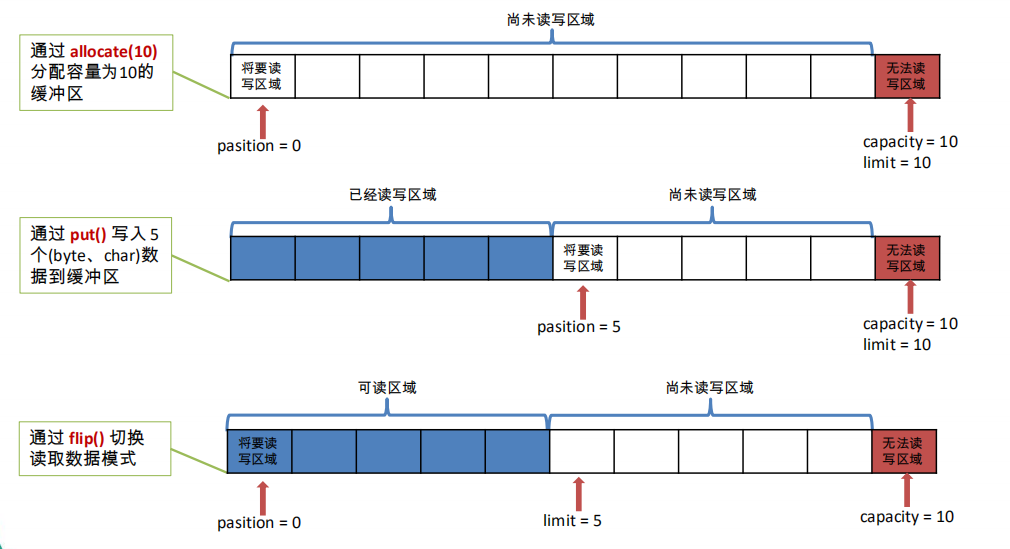 尚未读写区域
通过 allocate(10)
分配容量为10的
缓冲区
将要读
写区域
无法读
写区域
pasition = 0
capacity = 10
limit = 10
已经读写区域
尚未读写区域
通过 put() 写入 5
个(byte、char)数
据到缓冲区
将要读
写区域
无法读
写区域
pasition = 5
capacity = 10
limit = 10
可读区域
尚未读写区域
通过 flip() 切换
读取数据模式
将要读
写区域
无法读
写区域
pasition = 0
limit = 5
capacity = 10